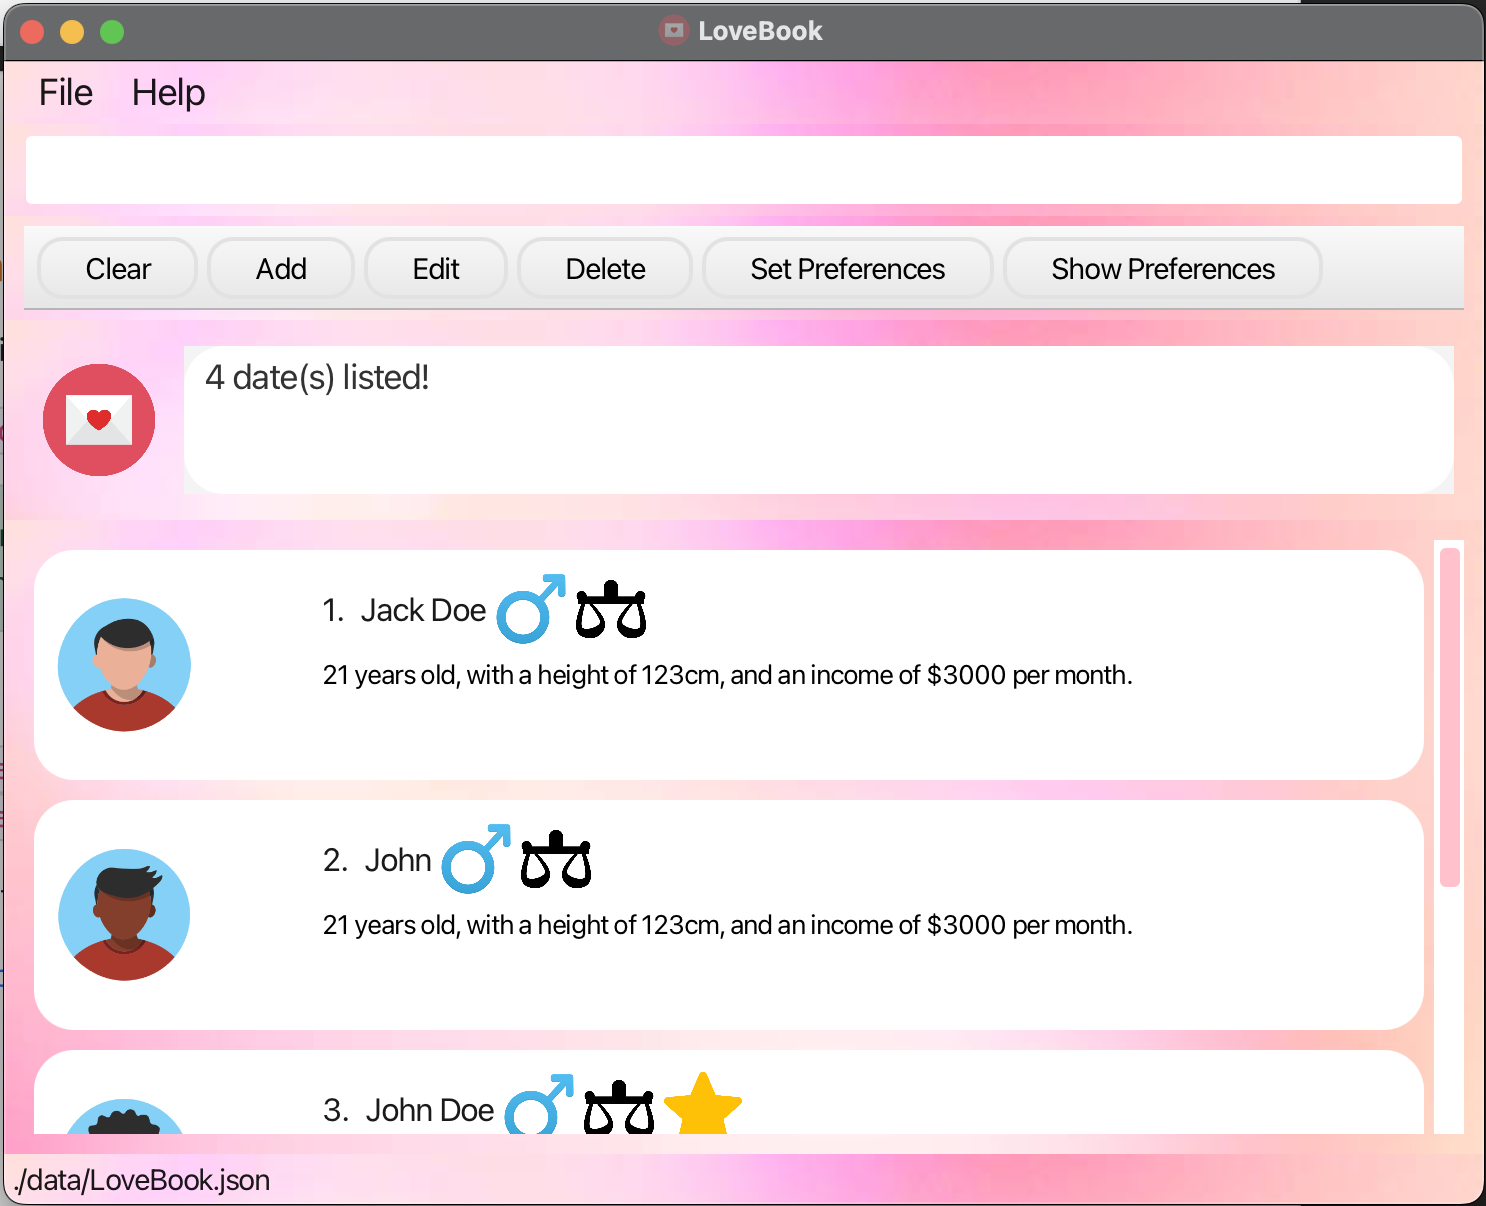 LoveBook
File Help
Clear Add Edit Delete Set Preferences Show Preferences
4 date(s) listed!
1. Jack Doe
21 years old, with a height of 123cm, and an income of $3000 per month.
2. John
21 years old, with a height of 123cm, and an income of $3000 per month.
3. John Doe
./data/LoveBook.json